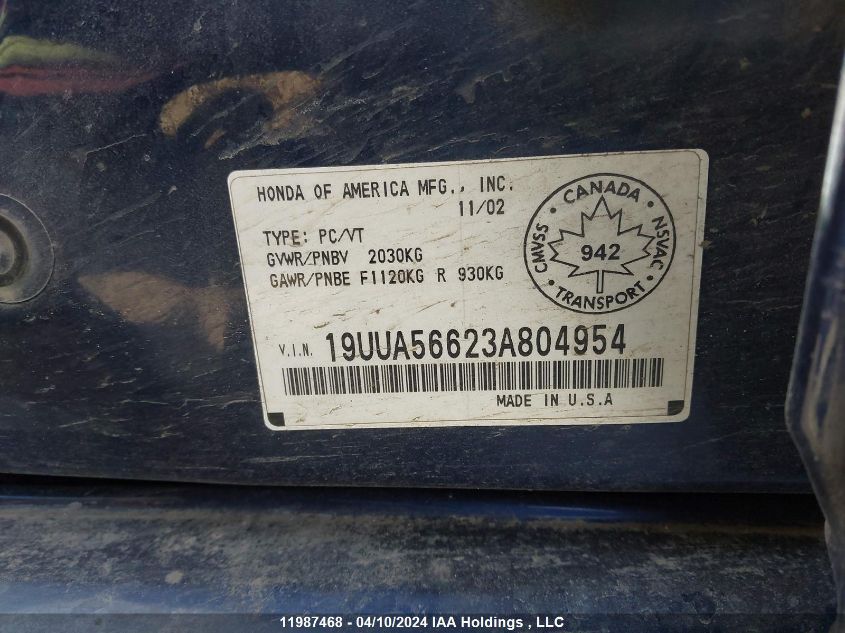 HONDA OF AMERICA MFG., INC.
11/02
TYPE: PC/VT
GVWR/PNBV 2030KG
GAWR/PNBE F1120KG R 930KG
CANADA
CMVSS
NSVAC
942
TRANSPORT
V.I.N. 19UUA56623A804954
MADE IN U.S.A
11987468 - 04/10/2024 IAA Holdings , LLC